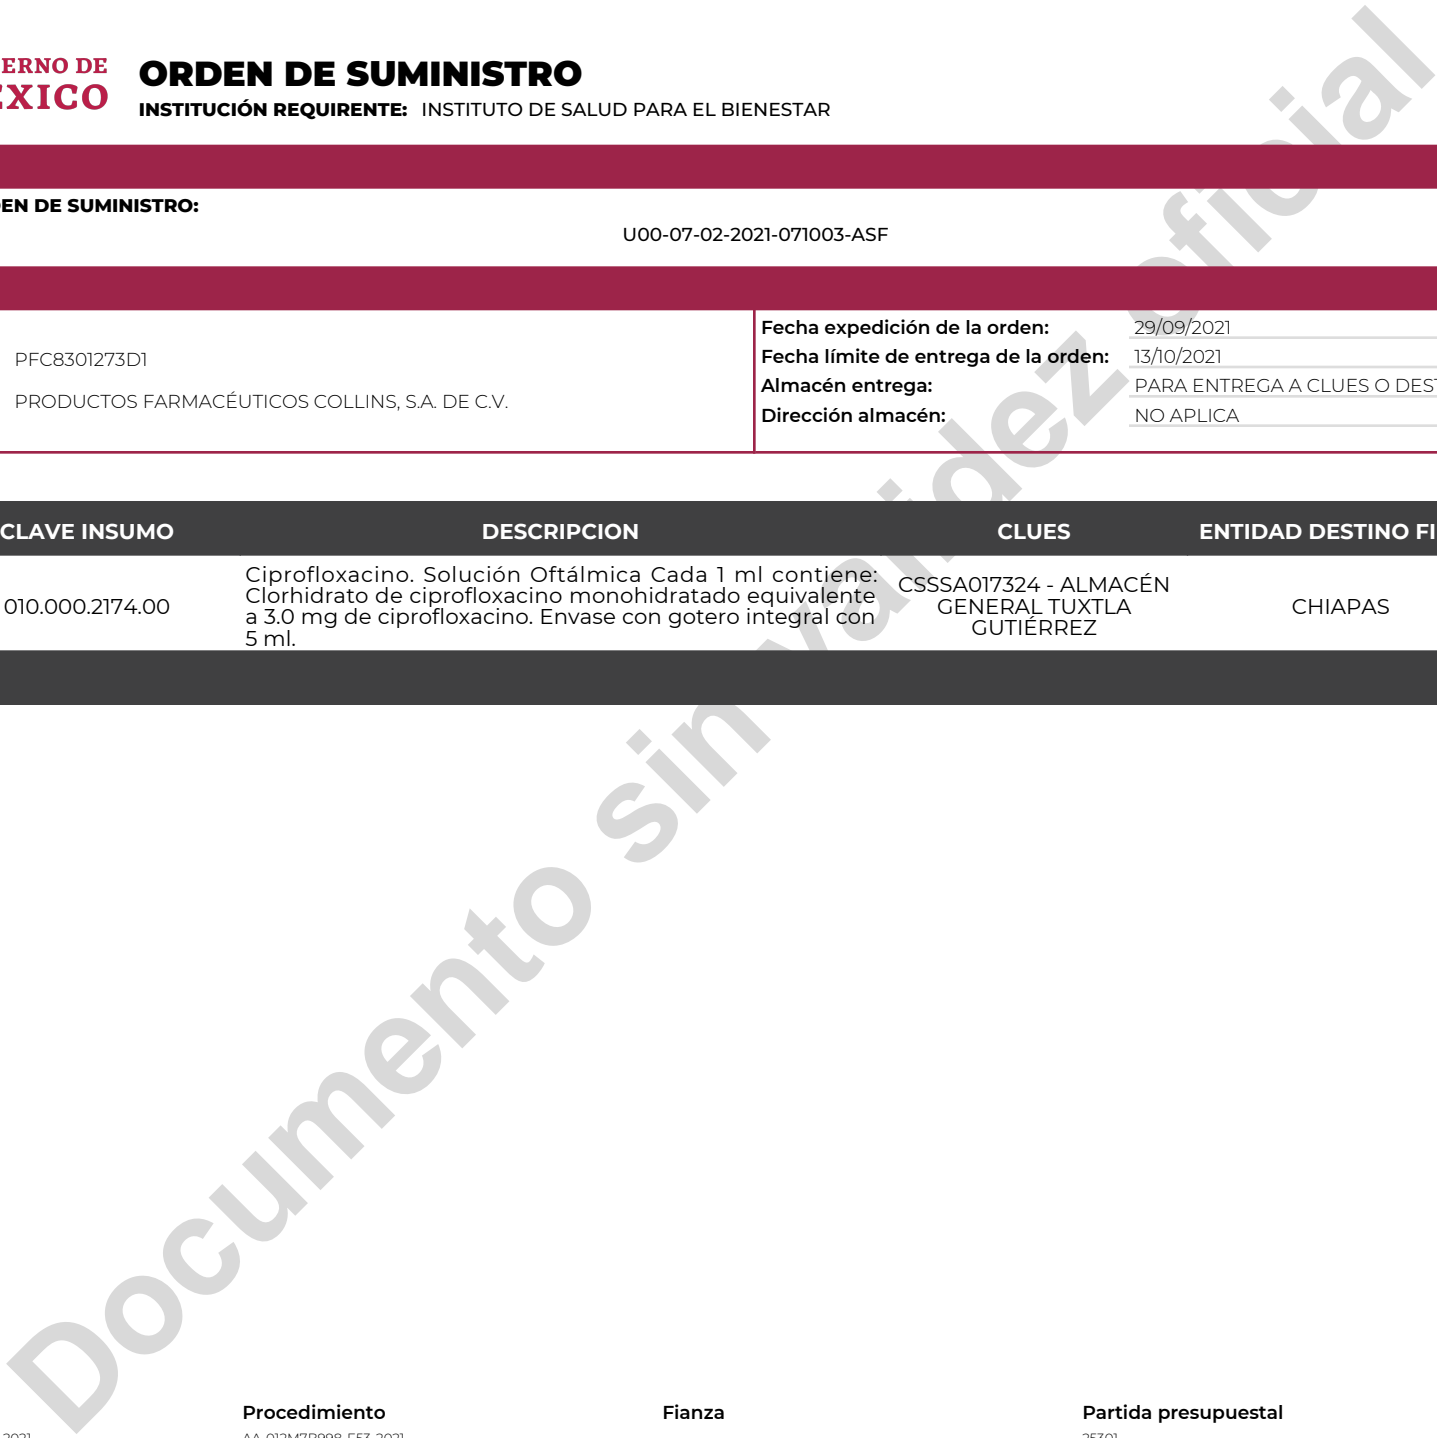 ERNO DE
EXICO
ORDEN DE SUMINISTRO
INSTITUCIÓN REQUIRENTE: INSTITUTO DE SALUD PARA EL BIENESTAR
EN DE SUMINISTRO:
U00-07-02-2021-071003-ASF
PFC8301273D1
PRODUCTOS FARMACÉUTICOS COLLINS, S.A. DE C.V.
Fecha expedición de la orden: 29/09/2021
Fecha límite de entrega de la orden: 13/10/2021
Almacén entrega: PARA ENTREGA A CLUES O DEST
Dirección almacén: NO APLICA
CLAVE INSUMO DESCRIPCION CLUES ENTIDAD DESTINO FI
010.000.2174.00
Ciprofloxacino. Solución Oftálmica Cada 1 ml contiene:
Clorhidrato de ciprofloxacino monohidratado equivalente
a 3.0 mg de ciprofloxacino. Envase con gotero integral con
5 ml.
CSSSA017324 - ALMACÉN
GENERAL TUXTLA
GUTIÉRREZ
CHIAPAS
Documento sin validez oficial
Procedimiento Fianza Partida presupuestal